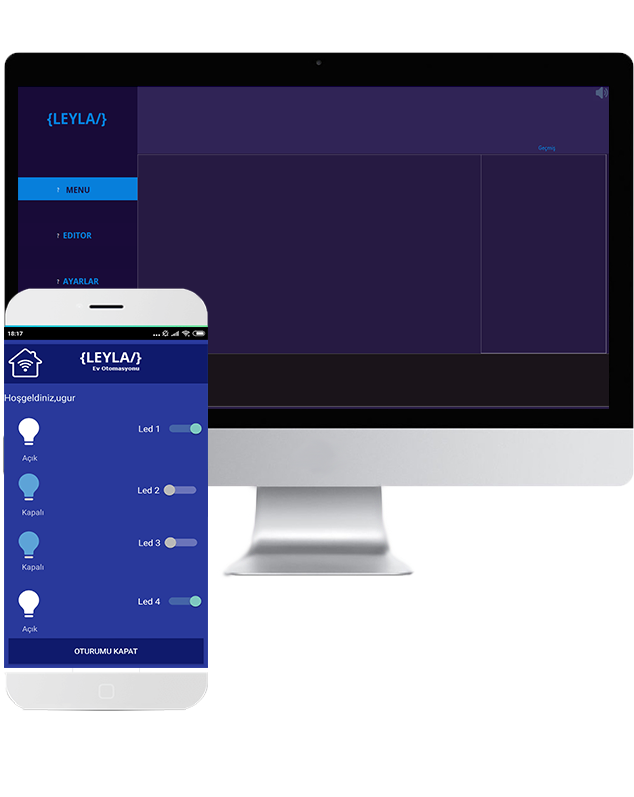 {LEYLA/}
Geçmiş
? MENU
? EDITOR
? AYARLAR
18:17
{LEYLA/}
Ev Otomasyonu
Hoşgeldiniz,ugur
Led 1
Açık
Led 2
Kapalı
Led 3
Kapalı
Led 4
Açık
OTURUMU KAPAT